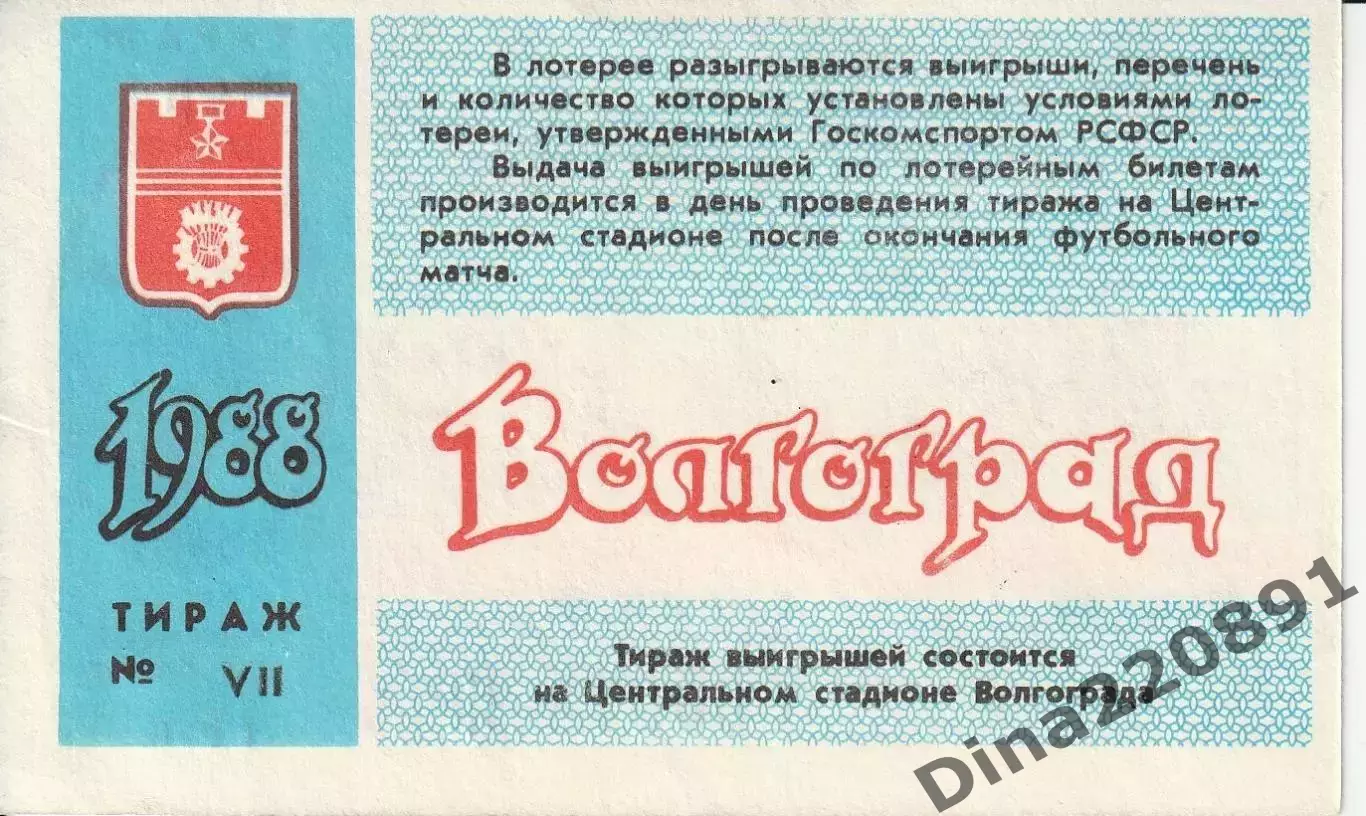 В лотерее разыгрываются выигрыши, перечень
и количество которых установлены условиями ло-
тереи, утвержденными Госкомспортом РСФСР.
Выдача выигрышей по лотерейным билетам
производится в день проведения тиража на Цент-
ральном стадионе после окончания футбольного
матча.
1988
Волгоград
ТИРАЖ
№ VII
Тираж выигрышей состоится
на Центральном стадионе Волгограда
Dina220891